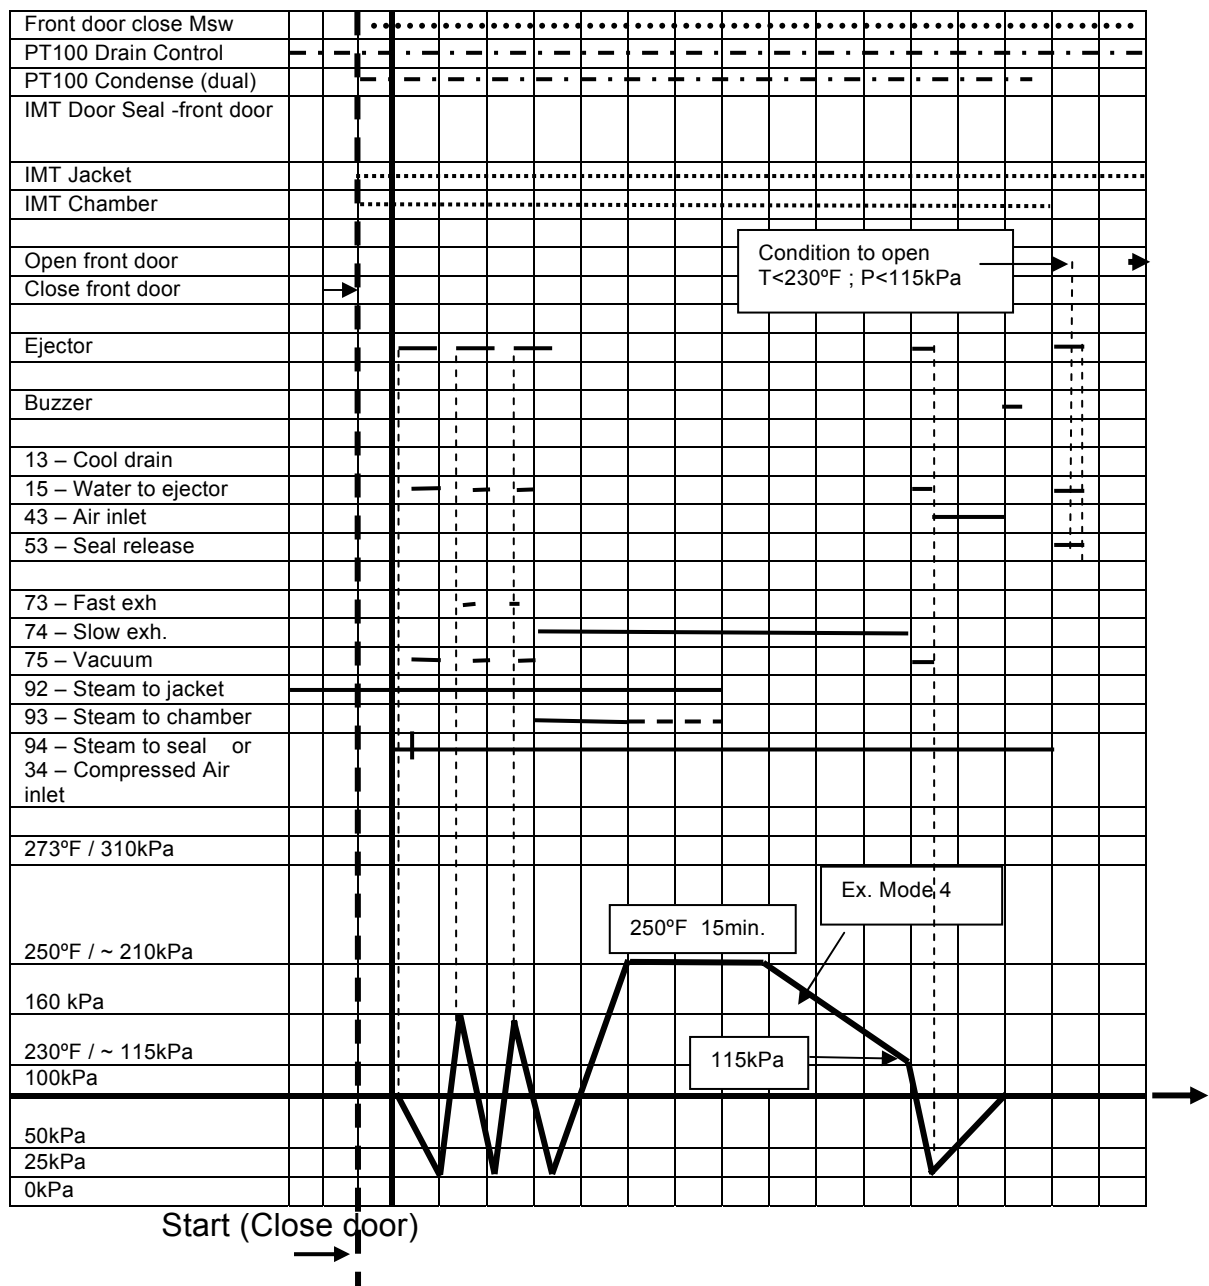 Front door close Msw
PT100 Drain Control
PT100 Condense (dual)
IMT Door Seal -front door
IMT Jacket
IMT Chamber
Condition to open
T<230ºF ; P<115kPa
Open front door
Close front door
Ejector
Buzzer
13 – Cool drain
15 – Water to ejector
43 – Air inlet
53 – Seal release
73 – Fast exh
74 – Slow exh.
75 – Vacuum
92 – Steam to jacket
93 – Steam to chamber
94 – Steam to seal or
34 – Compressed Air
inlet
273ºF / 310kPa
Ex. Mode 4
250ºF 15min.
250ºF / ~ 210kPa
160 kPa
230ºF / ~ 115kPa
115kPa
100kPa
50kPa
25kPa
0kPa
Start (Close door)